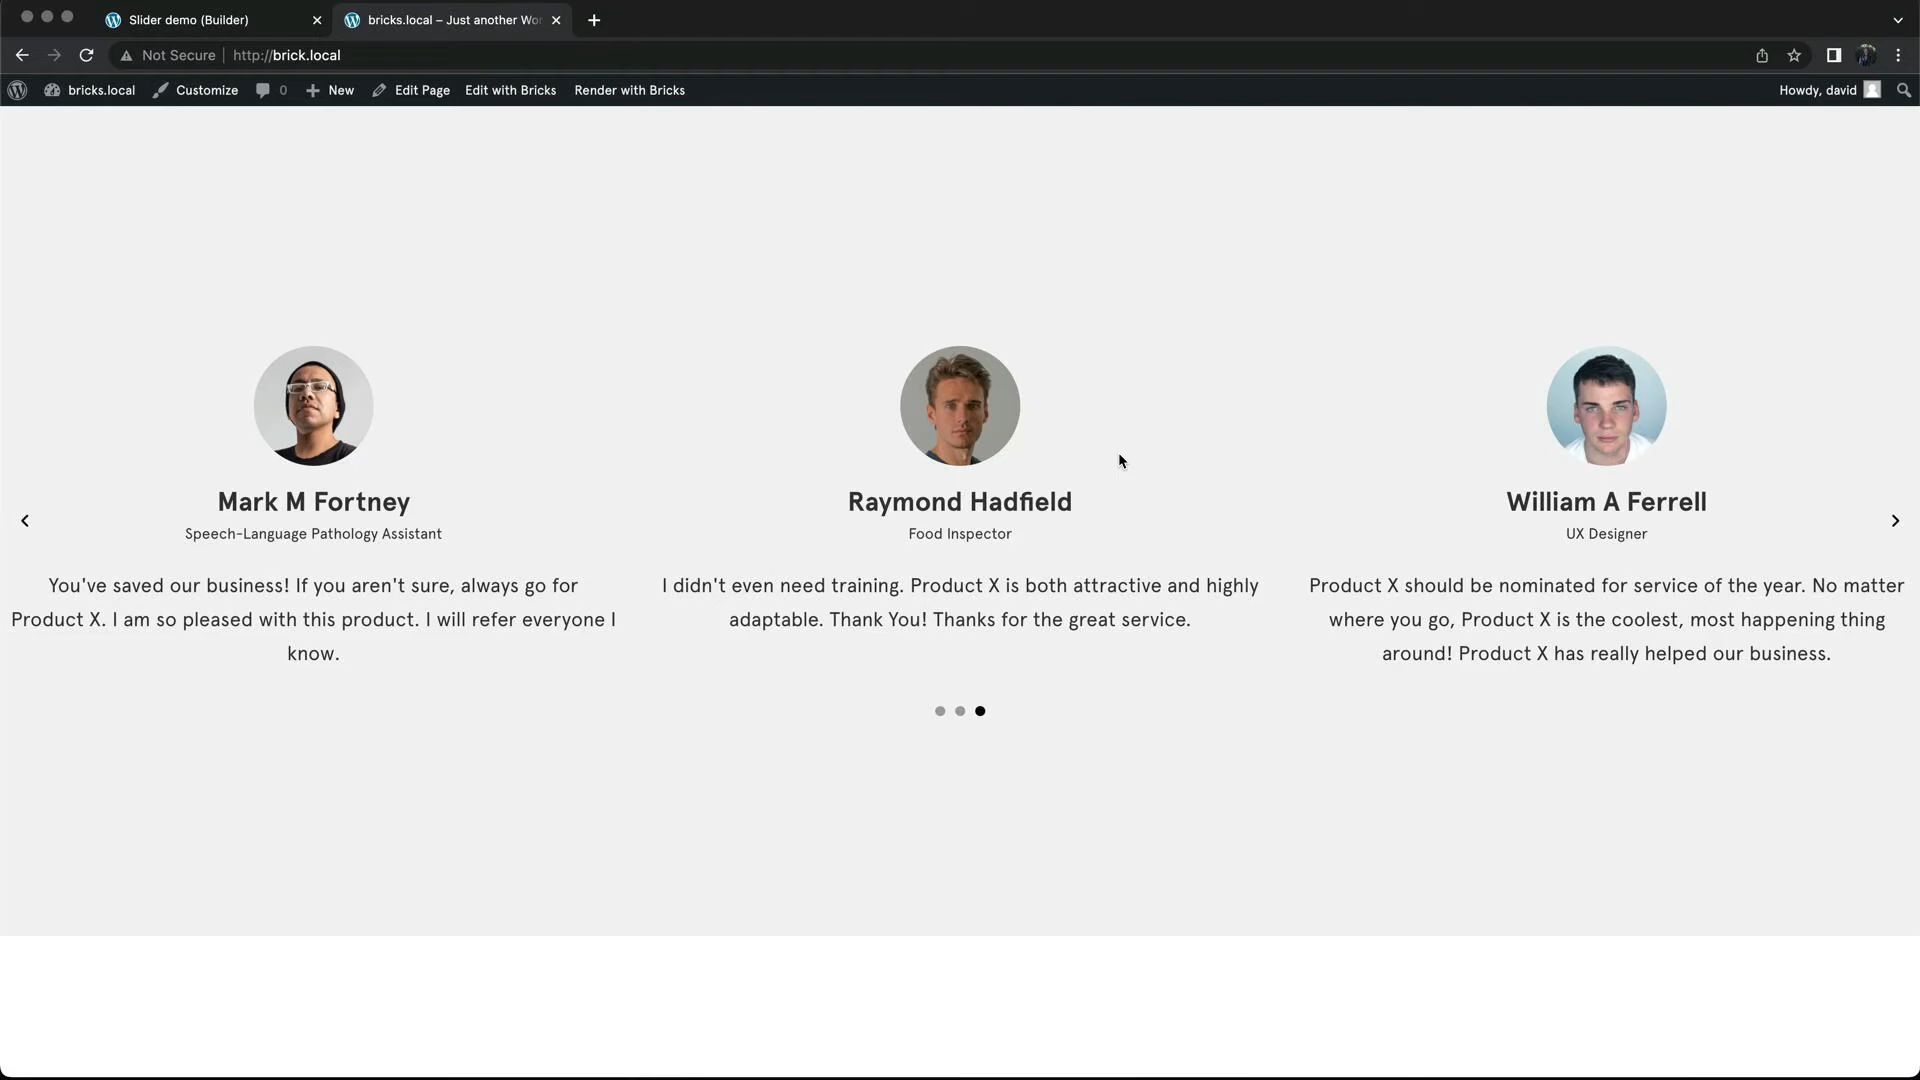 Slider demo (Builder)
bricks.local – Just another Wor
Not Secure
http://brick.local
bricks.local
Customize
0
New
Edit Page
Edit with Bricks
Render with Bricks
Howdy, david
Mark M Fortney
Speech-Language Pathology Assistant
You've saved our business! If you aren't sure, always go for
Product X. I am so pleased with this product. I will refer everyone I
know.
Raymond Hadfield
Food Inspector
I didn't even need training. Product X is both attractive and highly
adaptable. Thank You! Thanks for the great service.
William A Ferrell
UX Designer
Product X should be nominated for service of the year. No matter
where you go, Product X is the coolest, most happening thing
around! Product X has really helped our business.